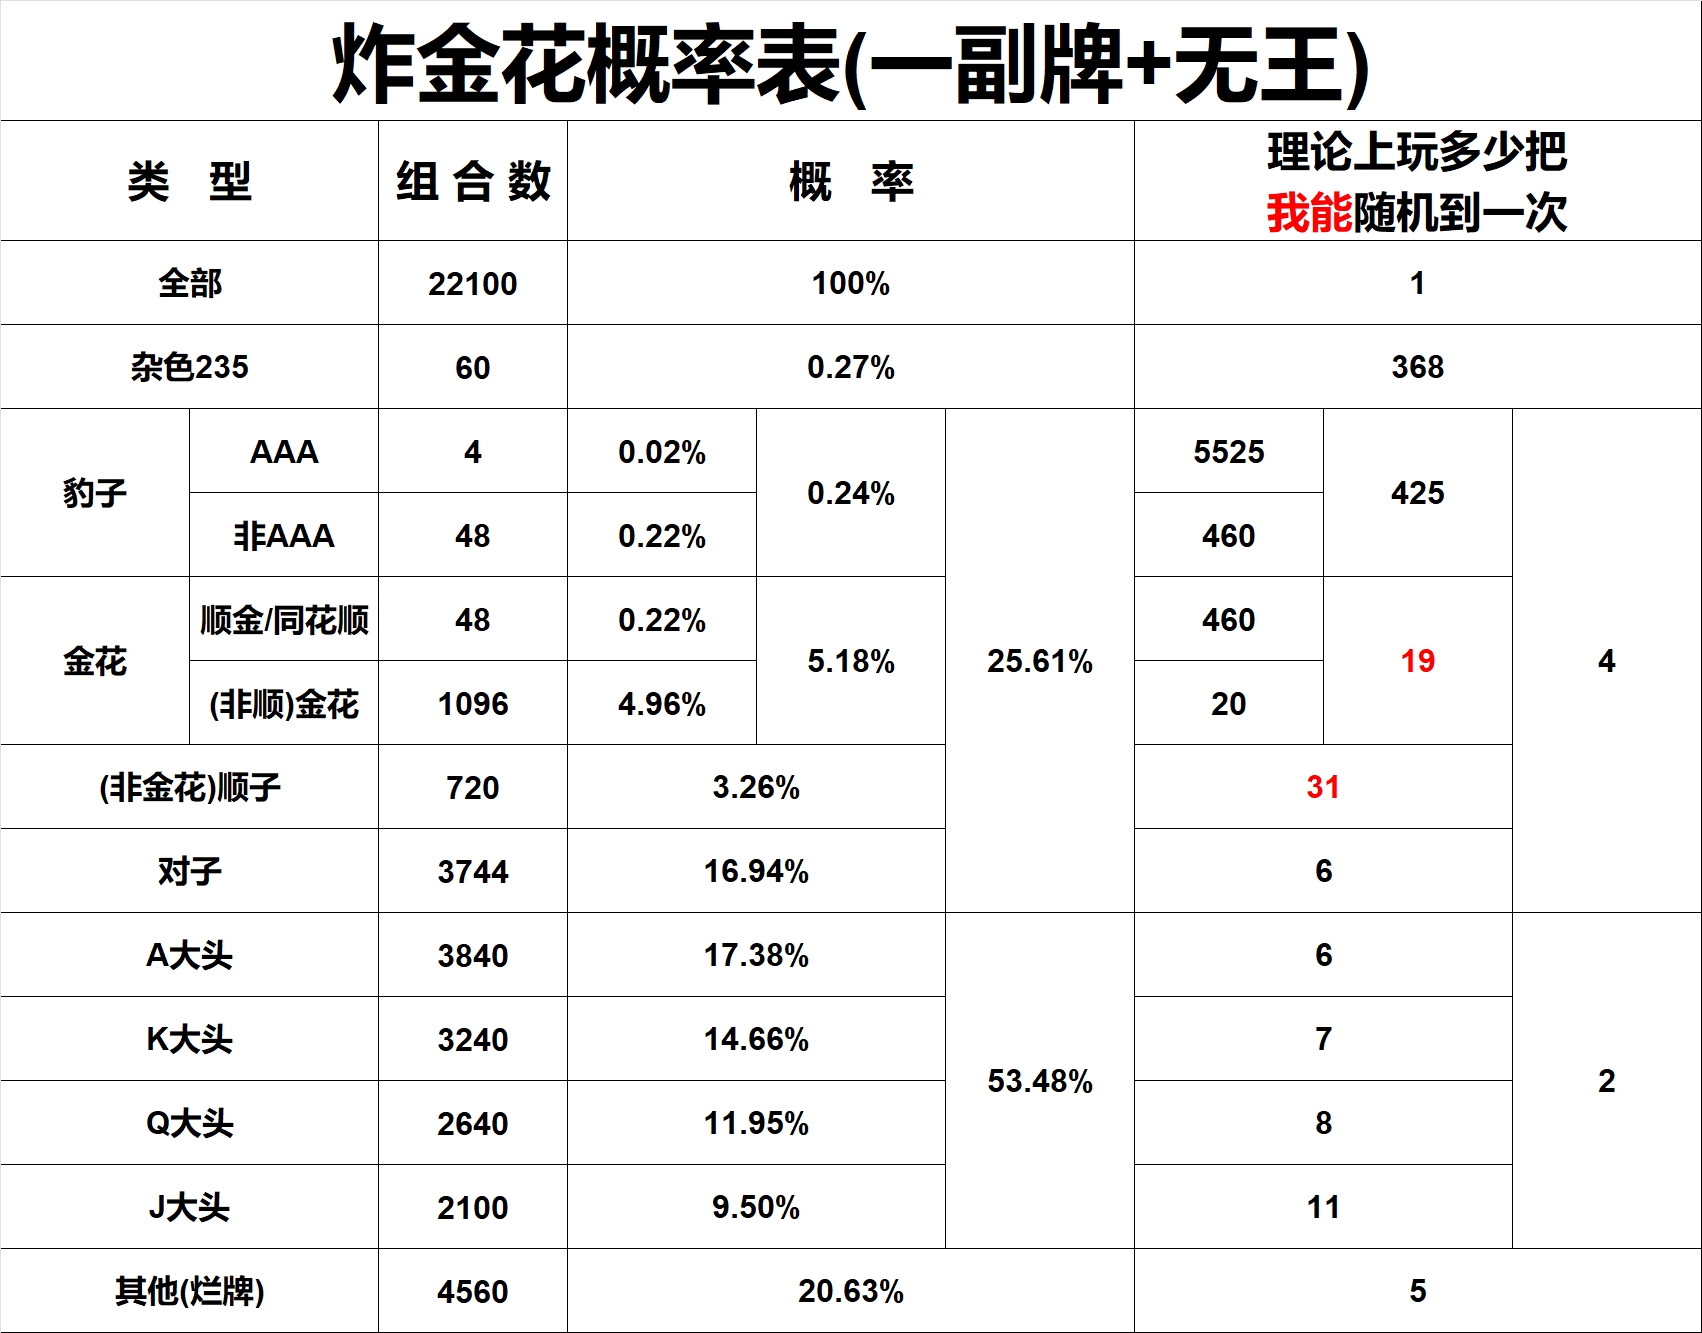 炸金花概率表(一副牌+无王)
类 型
组 合 数
概 率
理论上玩多少把
我能随机到一次
全部
22100
100%
1
杂色235
60
0.27%
368
豹子
AAA
4
0.02%
0.24%
25.61%
5525
425
4
非AAA
48
0.22%
460
金花
顺金/同花顺
48
0.22%
5.18%
460
19
(非顺)金花
1096
4.96%
20
(非金花)顺子
720
3.26%
31
对子
3744
16.94%
6
A大头
3840
17.38%
53.48%
6
2
K大头
3240
14.66%
7
Q大头
2640
11.95%
8
J大头
2100
9.50%
11
其他(烂牌)
4560
20.63%
5